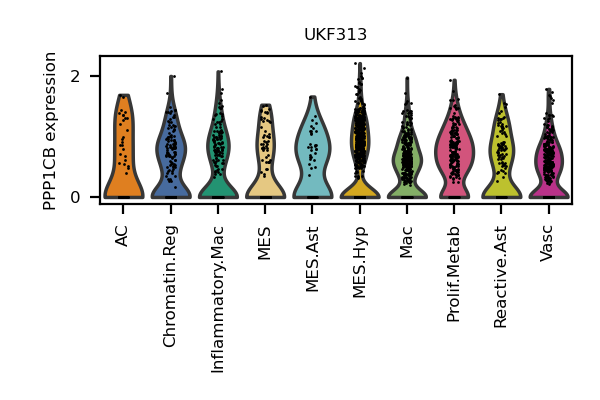 UKF313
PPP1CB expression
2
0
AC
Chromatin.Reg
Inflammatory.Mac
MES
MES.Ast
MES.Hyp
Mac
Prolif.Metab
Reactive.Ast
Vasc